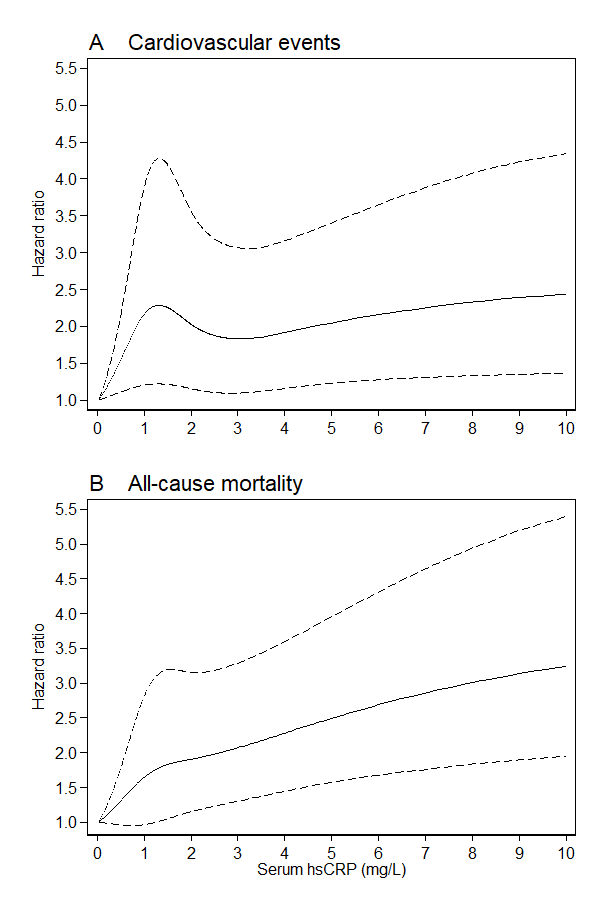 A Cardiovascular events
5.5
5.0
4.5
4.0
3.5
3.0
2.5
2.0
1.5
1.0
Hazard ratio
0 1 2 3 4 5 6 7 8 9 10
B All-cause mortality
5.5
5.0
4.5
4.0
3.5
3.0
2.5
2.0
1.5
1.0
Hazard ratio
0 1 2 3 4 5 6 7 8 9 10
Serum hsCRP (mg/L)